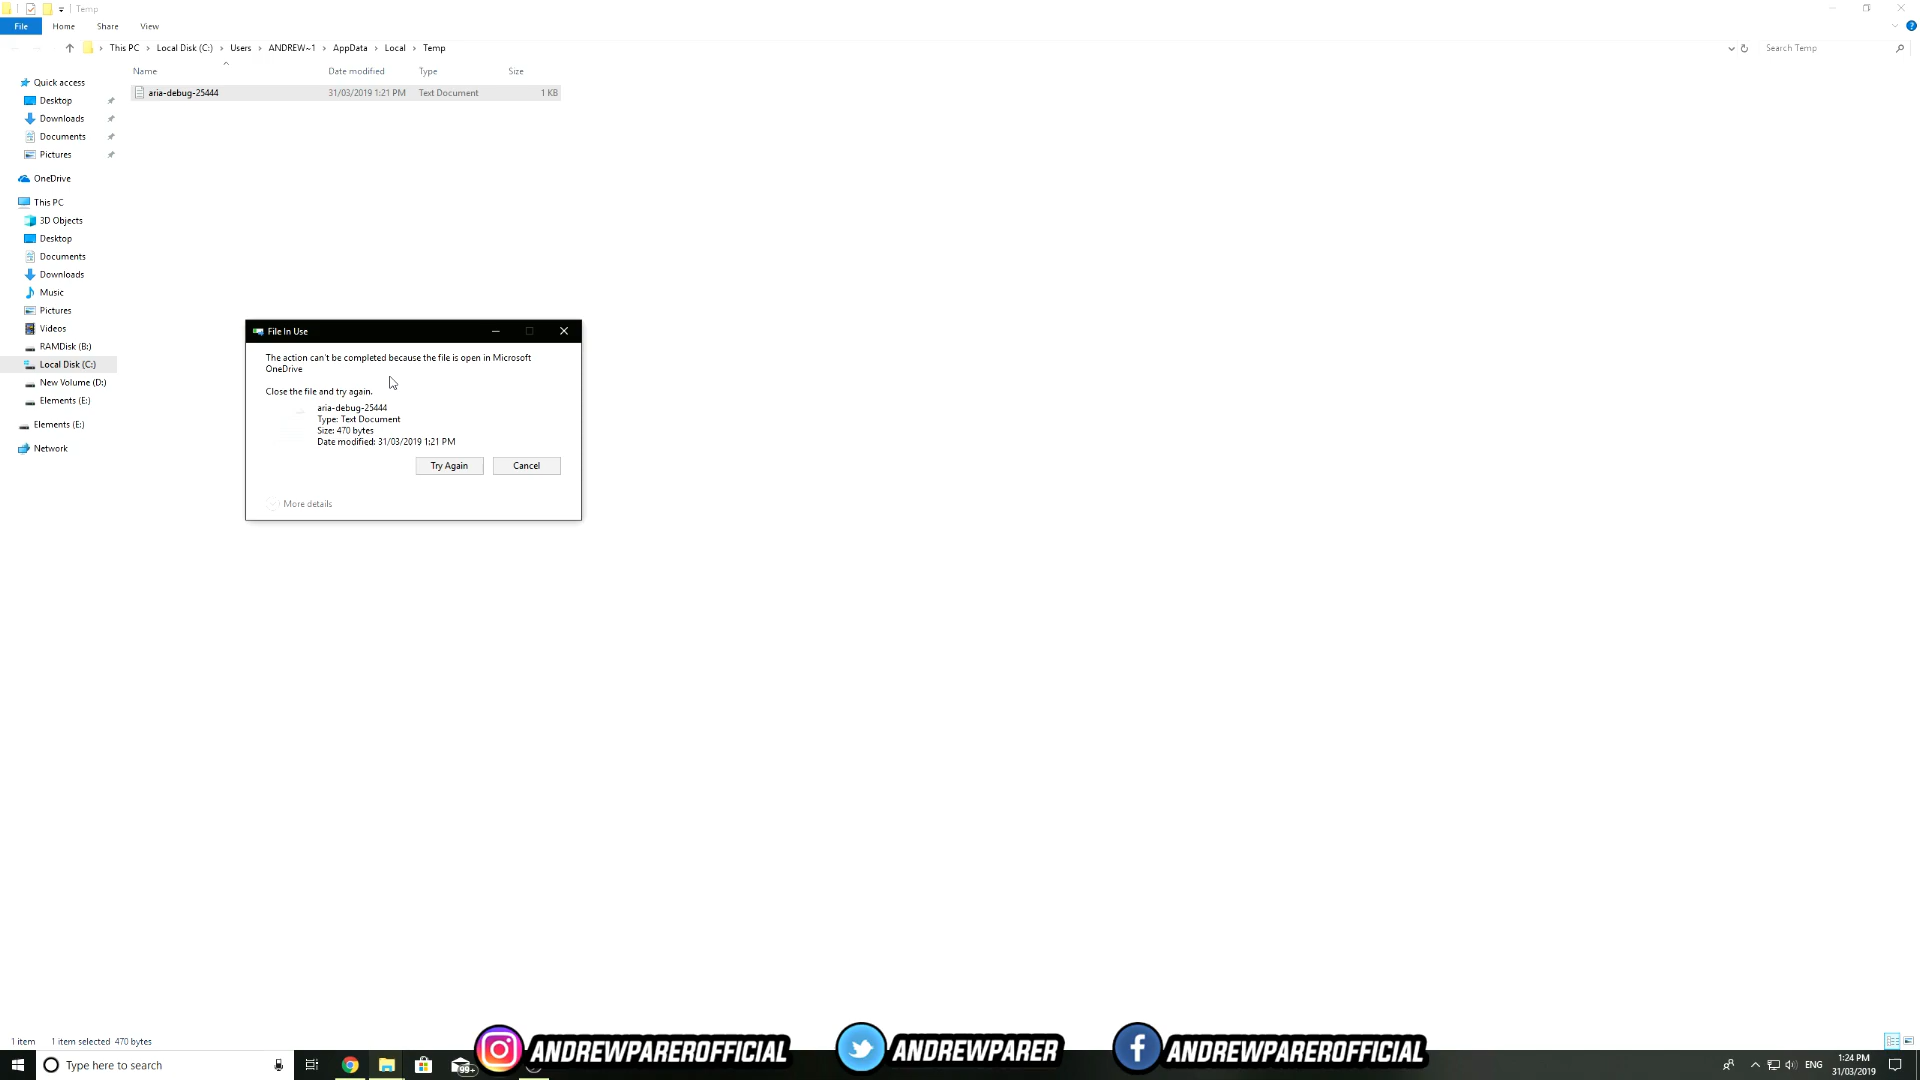 Temp
File
Home
Share
View
This PC
Local Disk (C:)
Users
ANDREW~1
AppData
Local
Temp
Search Temp
Name
Date modified
Type
Size
aria-debug-25444
31/03/2019 1:21 PM
Text Document
1 KB
Quick access
Desktop
Downloads
Documents
Pictures
OneDrive
This PC
3D Objects
Desktop
Documents
Downloads
Music
Pictures
Videos
RAMDisk (B:)
Local Disk (C:)
New Volume (D:)
Elements (E:)
Elements (E:)
Network
File In Use
The action can't be completed because the file is open in Microsoft
OneDrive
Close the file and try again.
aria-debug-25444
Type: Text Document
Size: 470 bytes
Date modified: 31/03/2019 1:21 PM
Try Again
Cancel
More details
1 item
1 item selected 470 bytes
Type here to search
99+
ANDREWPAREROFFICIAL
ANDREWPARER
ANDREWPAREROFFICIAL
ENG
1:24 PM
31/03/2019